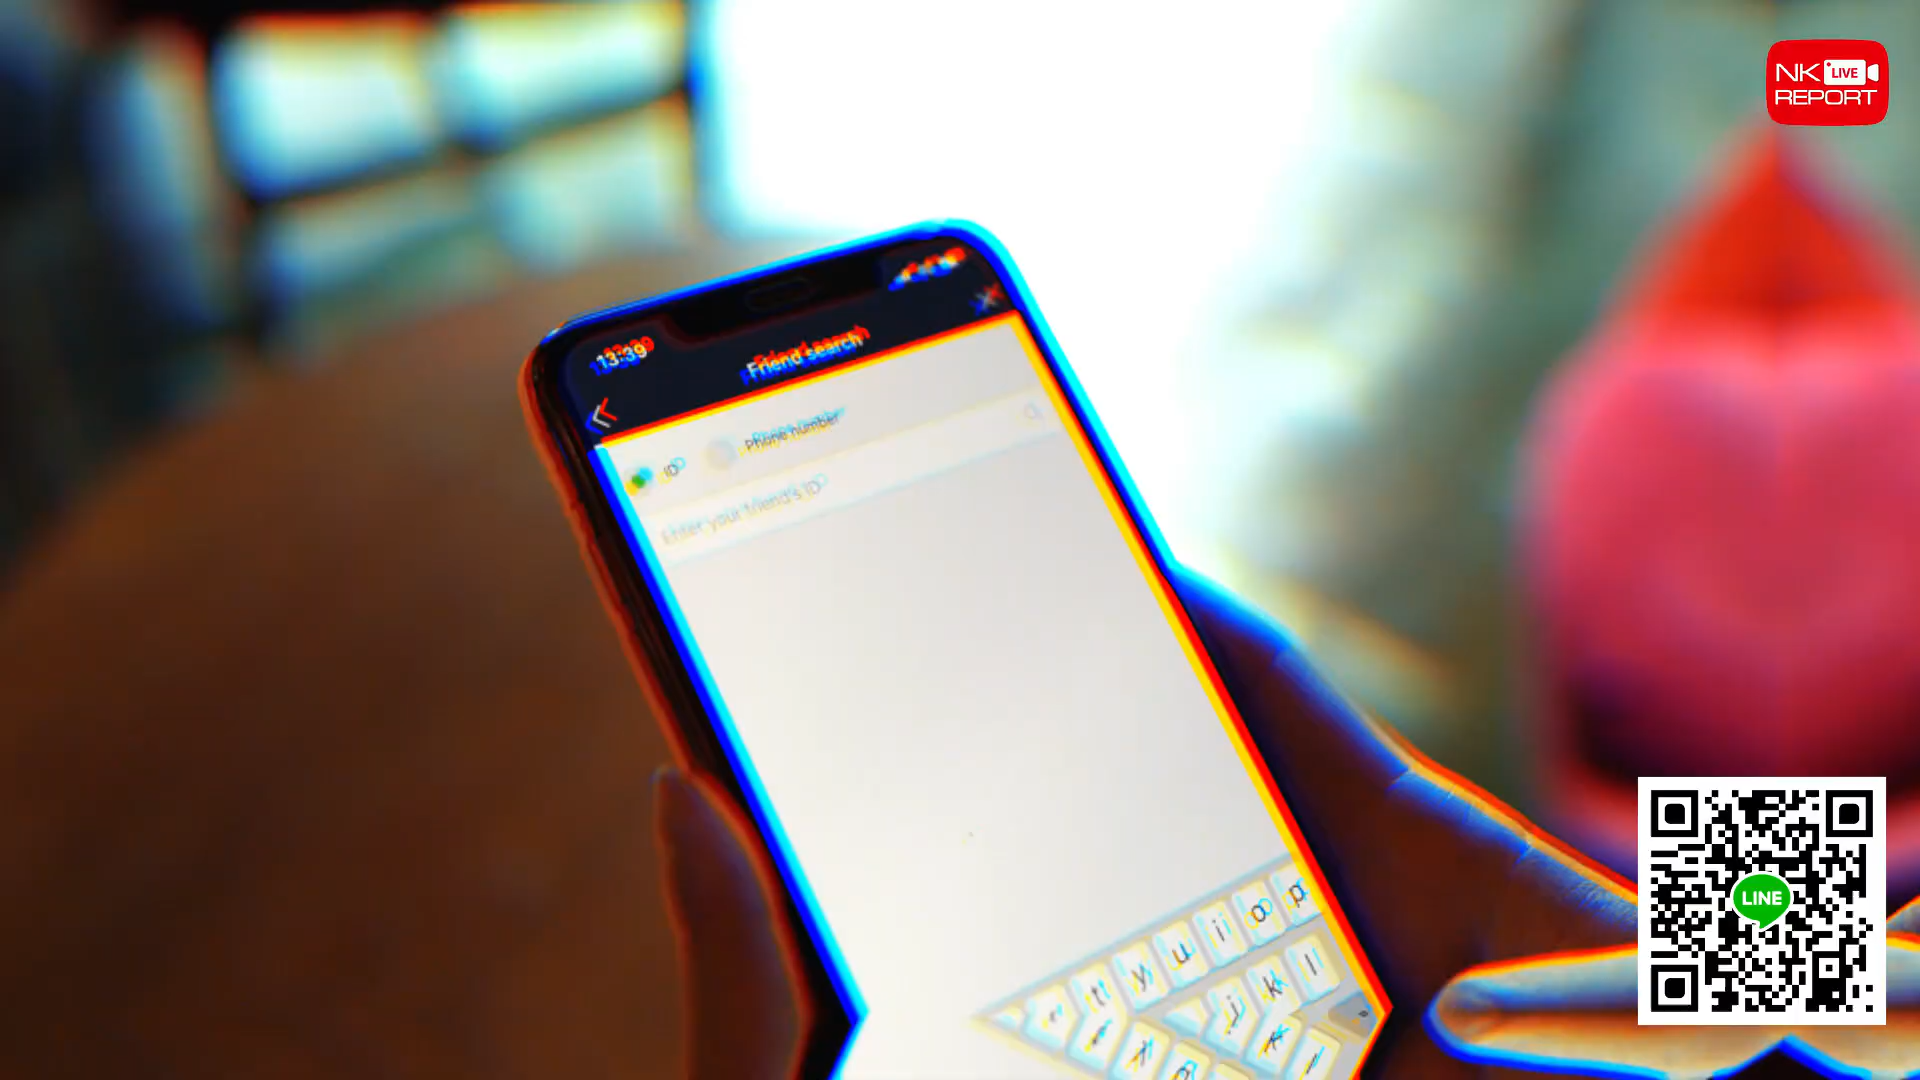 NK LIVE
REPORT
13:39
Friend search
ID
Phone number
Enter your friend's ID
p
t y u i o
j k l
LINE